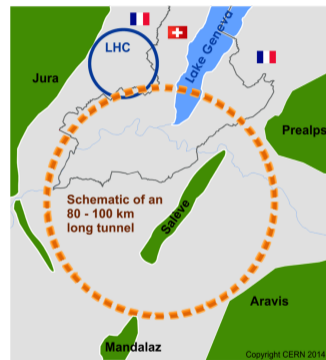 LHC
Lake Geneva
Jura
Prealps
Schematic of an
80 - 100 km
long tunnel
Salève
Aravis
Mandalaz
Copyright CERN 2014